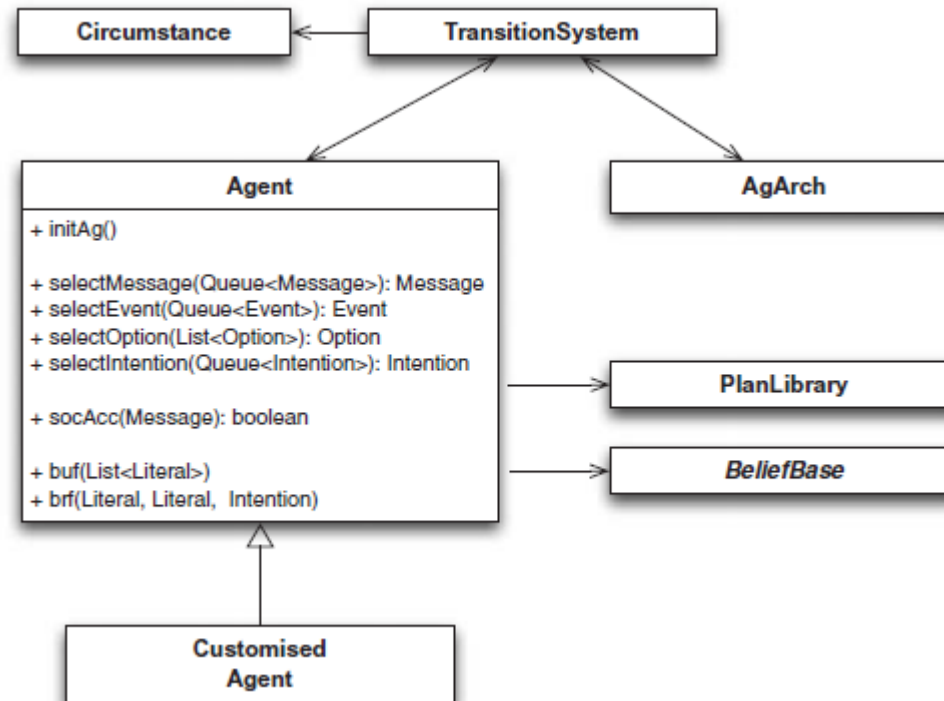 Circumstance
TransitionSystem
Agent
AgArch
+ initAg()
+ selectMessage(Queue<Message>): Message
+ selectEvent(Queue<Event>): Event
+ selectOption(List<Option>): Option
+ selectIntention(Queue<Intention>): Intention
+ socAcc(Message): boolean
+ buf(List<Literal>)
+ brf(Literal, Literal, Intention)
PlanLibrary
BeliefBase
Customised
Agent